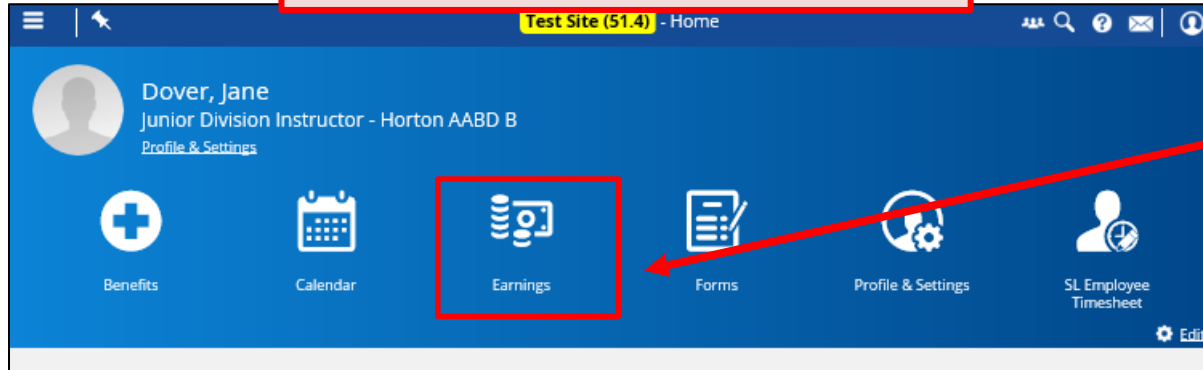 Test Site (51.4) - Home
Dover, Jane
Junior Division Instructor - Horton AABD B
Profile & Settings
Benefits
Calendar
Earnings
Forms
Profile & Settings
SL Employee
Timesheet
Edit